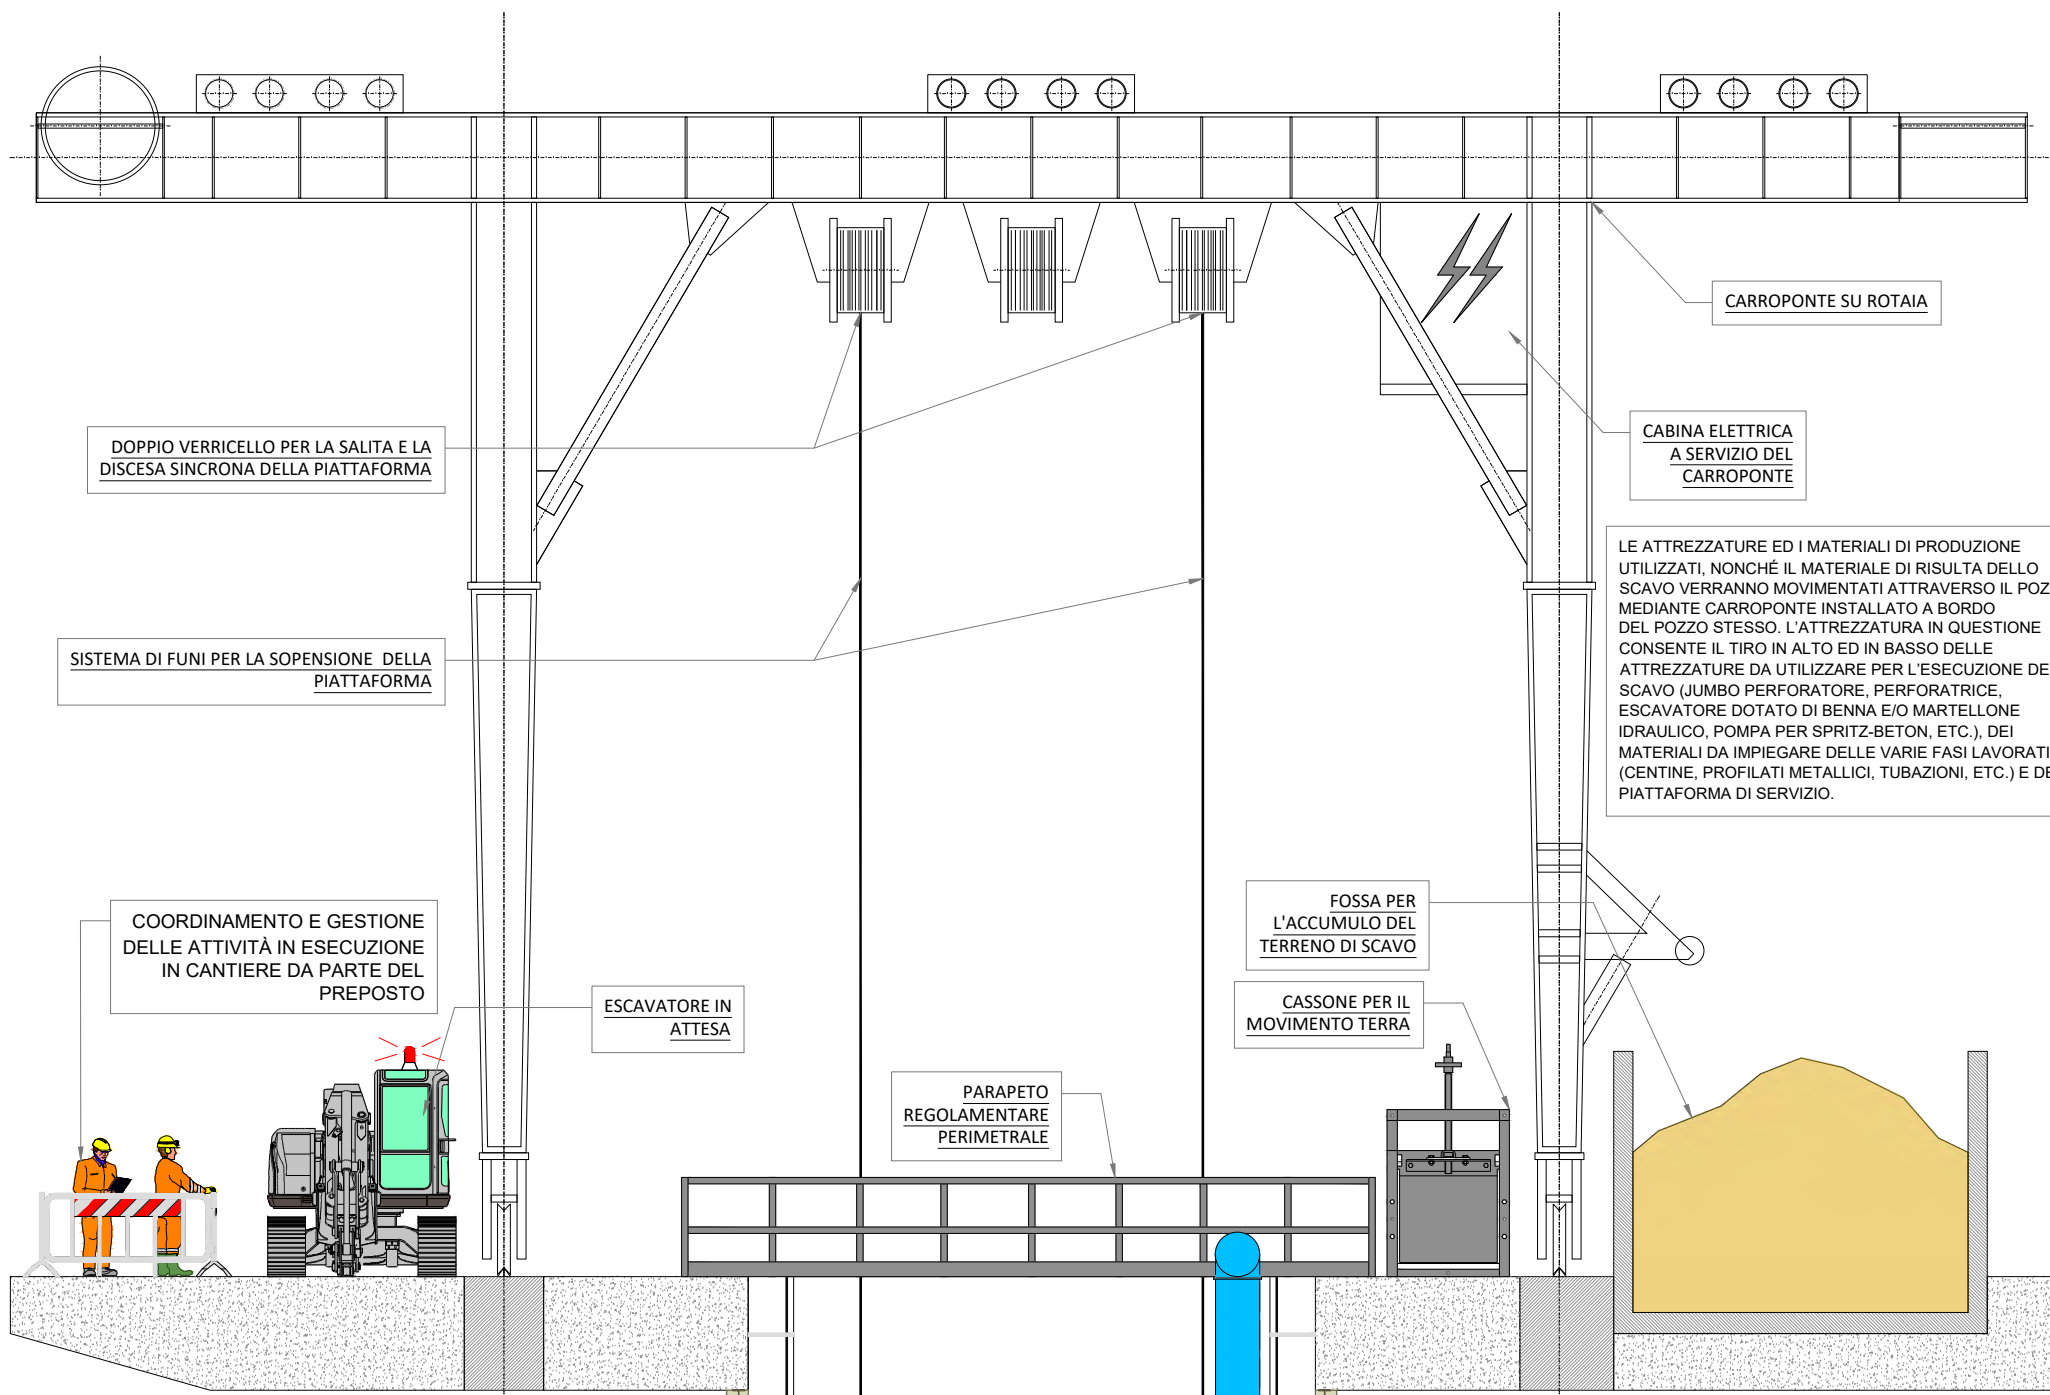 CARROPONTE SU ROTAIA
DOPPIO VERRICELLO PER LA SALITA E LA
DISCESA SINCRONA DELLA PIATTAFORMA
CABINA ELETTRICA
A SERVIZIO DEL
CARROPONTE
LE ATTREZZATURE ED I MATERIALI DI PRODUZIONE
UTILIZZATI, NONCHÉ IL MATERIALE DI RISULTA DELLO
SCAVO VERRANNO MOVIMENTATI ATTRAVERSO IL POZ
MEDIANTE CARROPONTE INSTALLATO A BORDO
DEL POZZO STESSO. L'ATTREZZATURA IN QUESTIONE
CONSENTE IL TIRO IN ALTO ED IN BASSO DELLE
ATTREZZATURE DA UTILIZZARE PER L'ESECUZIONE DE
SCAVO (JUMBO PERFORATORE, PERFORATRICE,
ESCAVATORE DOTATO DI BENNA E/O MARTELLONE
IDRAULICO, POMPA PER SPRITZ-BETON, ETC.), DEI
MATERIALI DA IMPIEGARE DELLE VARIE FASI LAVORATI
(CENTINE, PROFILATI METALLICI, TUBAZIONI, ETC.) E DE
PIATTAFORMA DI SERVIZIO.
SISTEMA DI FUNI PER LA SOPENSIONE DELLA
PIATTAFORMA
COORDINAMENTO E GESTIONE
DELLE ATTIVITÀ IN ESECUZIONE
IN CANTIERE DA PARTE DEL
PREPOSTO
FOSSA PER
L'ACCUMULO DEL
TERRENO DI SCAVO
ESCAVATORE IN
ATTESA
CASSONE PER IL
MOVIMENTO TERRA
PARAPETO
REGOLAMENTARE
PERIMETRALE